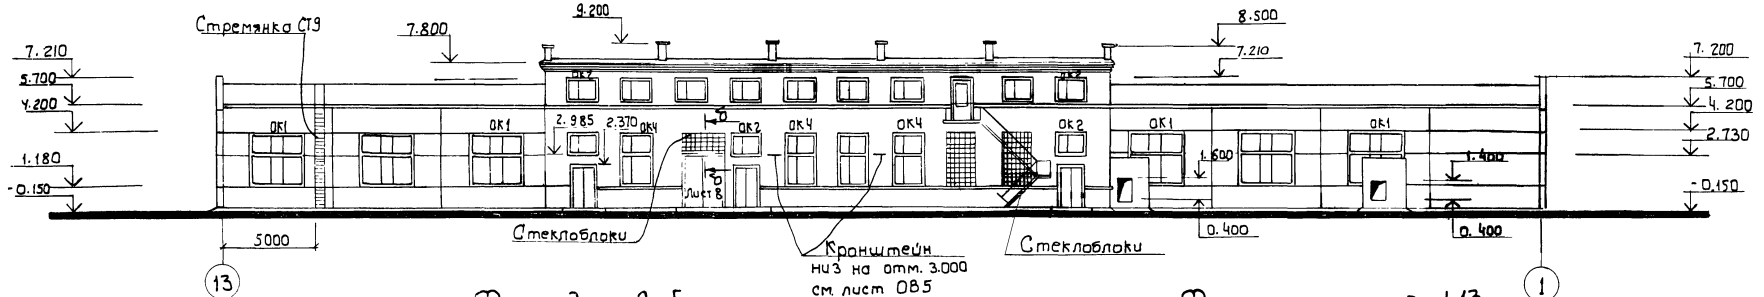 Стремянка СТ9
9.200
8.500
7.800
7.210
7.210
7.200
5.700
5.700
4.200
4.200
2.730
1.180
-0.150
-0.150
ОК2
ОК2
ОК1
ОК1
2.985
2.370
ОК4
ОК2
ОК4
ОК4
ОК2
ОК1
ОК1
1.600
1.400
Лист 8
Стеклоблоки
Кронштейн
низ на отм. 3.000
см. лист ОВ5
Стеклоблоки
0.400
0.400
5000
13
1